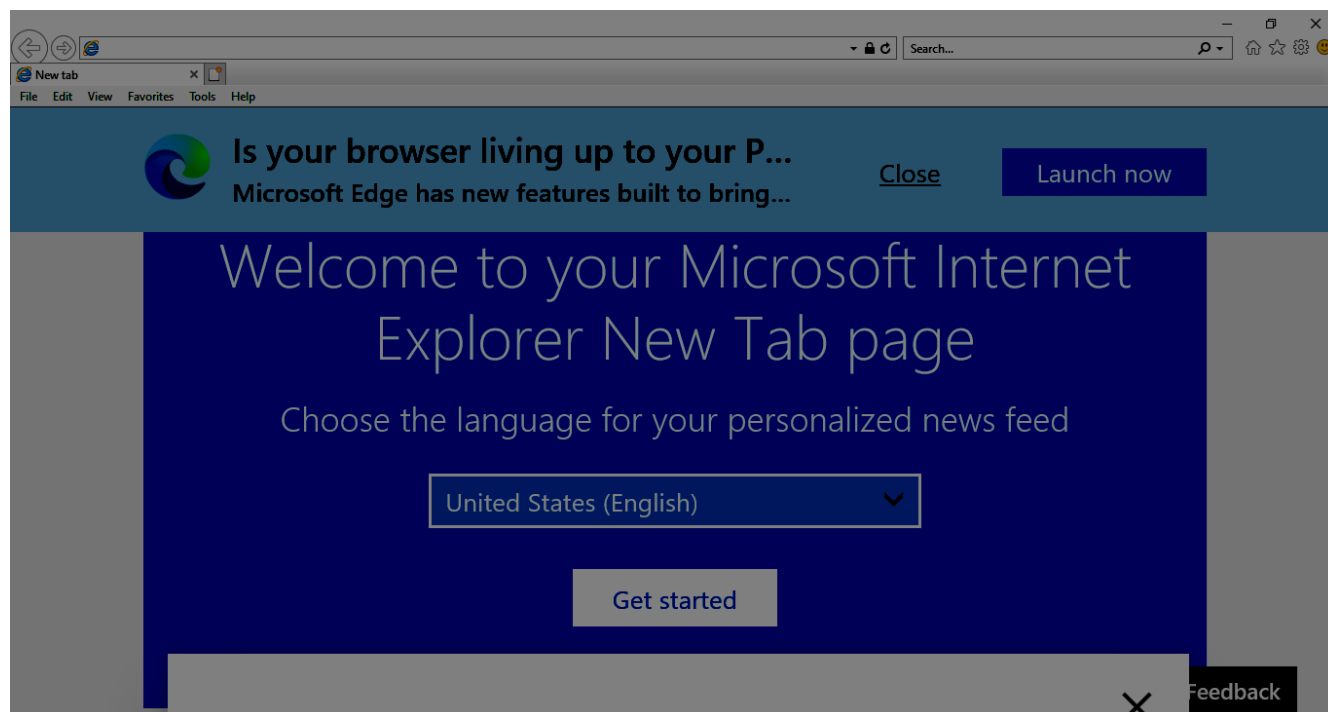 Search...
New tab
File Edit View Favorites Tools Help
Is your browser living up to your P...
Microsoft Edge has new features built to bring...
Close
Launch now
Welcome to your Microsoft Internet
Explorer New Tab page
Choose the language for your personalized news feed
United States (English)
Get started
Feedback